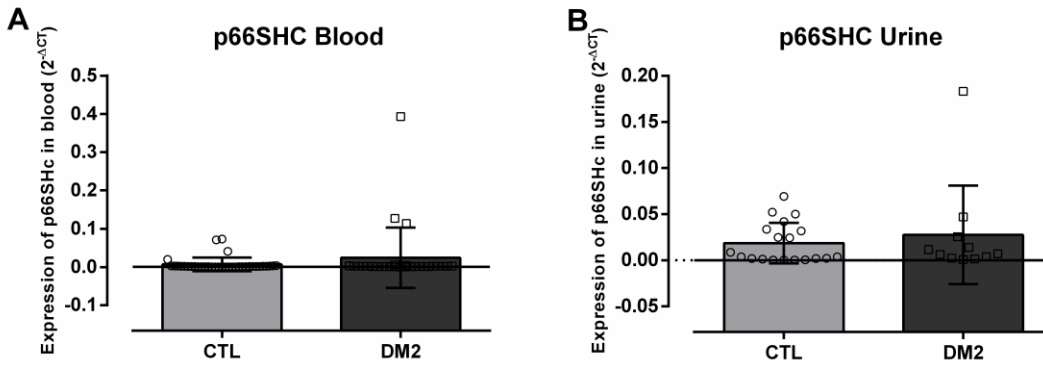 A
p66SHC Blood
Expression of p66SHc in blood (2-ΔCT)
0.5
0.4
0.3
0.2
0.1
0.0
-0.1
CTL
DM2
B
p66SHC Urine
Expression of p66SHc in urine (2-ΔCT)
0.20
0.15
0.10
0.05
0.00
-0.05
CTL
DM2